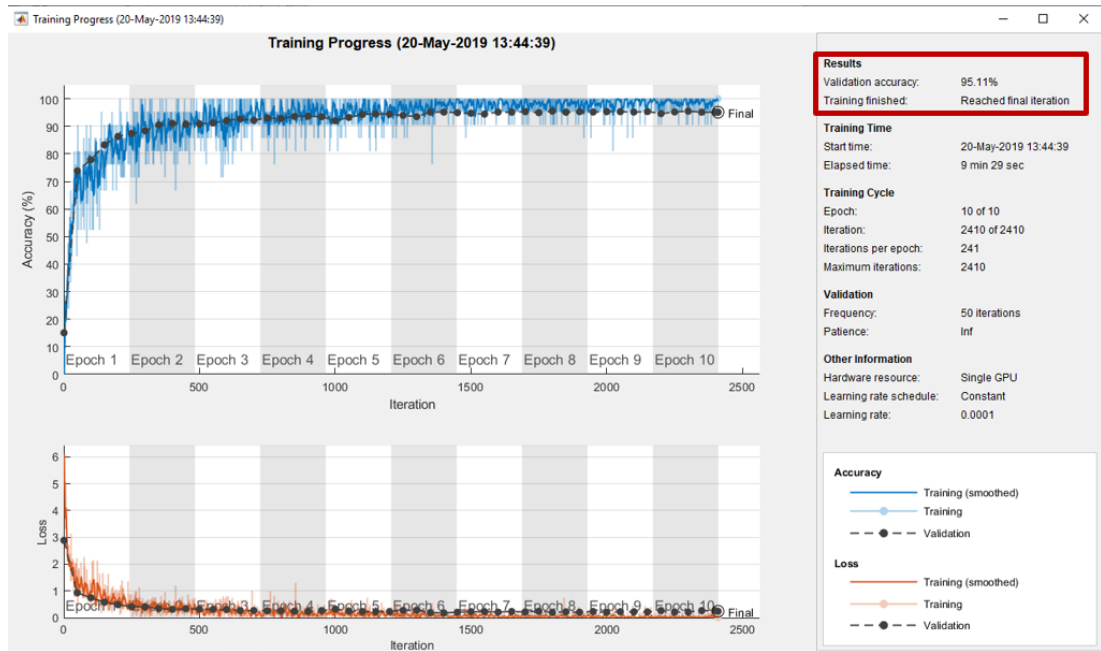 Training Progress (20-May-2019 13:44:39)
Training Progress (20-May-2019 13:44:39)
100
90
80
70
60
50
40
30
20
10
0
Accuracy (%)
Epoch 1 Epoch 2 Epoch 3 Epoch 4 Epoch 5 Epoch 6 Epoch 7 Epoch 8 Epoch 9 Epoch 10
Final
0 500 1000 1500 2000 2500
Iteration
6
5
4
3
2
1
0
Loss
Epoch 1 Epoch 2 Epoch 3 Epoch 4 Epoch 5 Epoch 6 Epoch 7 Epoch 8 Epoch 9 Epoch 10
Final
0 500 1000 1500 2000 2500
Iteration
Results
Validation accuracy: 95.11%
Training finished: Reached final iteration
Training Time
Start time: 20-May-2019 13:44:39
Elapsed time: 9 min 29 sec
Training Cycle
Epoch: 10 of 10
Iteration: 2410 of 2410
Iterations per epoch: 241
Maximum iterations: 2410
Validation
Frequency: 50 iterations
Patience: Inf
Other Information
Hardware resource: Single GPU
Learning rate schedule: Constant
Learning rate: 0.0001
Accuracy
Training (smoothed)
Training
Validation
Loss
Training (smoothed)
Training
Validation